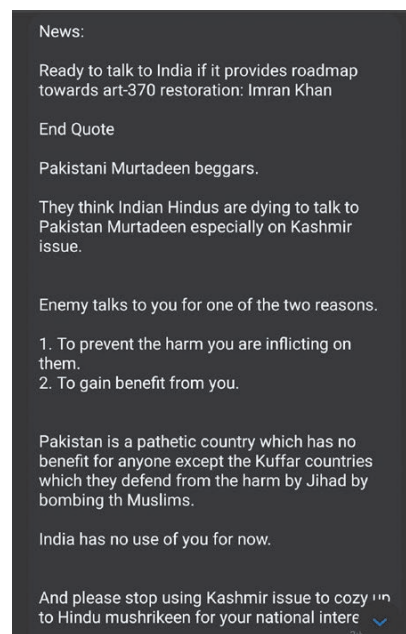 News:
Ready to talk to India if it provides roadmap
towards art-370 restoration: Imran Khan
End Quote
Pakistani Murtadeen beggars.
They think Indian Hindus are dying to talk to
Pakistan Murtadeen especially on Kashmir
issue.
Enemy talks to you for one of the two reasons.
1. To prevent the harm you are inflicting on
them.
2. To gain benefit from you.
Pakistan is a pathetic country which has no
benefit for anyone except the Kuffar countries
which they defend from the harm by Jihad by
bombing th Muslims.
India has no use of you for now.
And please stop using Kashmir issue to cozy up
to Hindu mushrikeen for your national intere